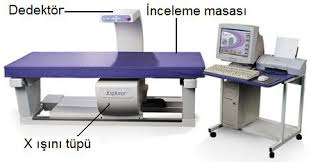 Dedektör
İnceleme masası
Explorer
X ışını tüpü